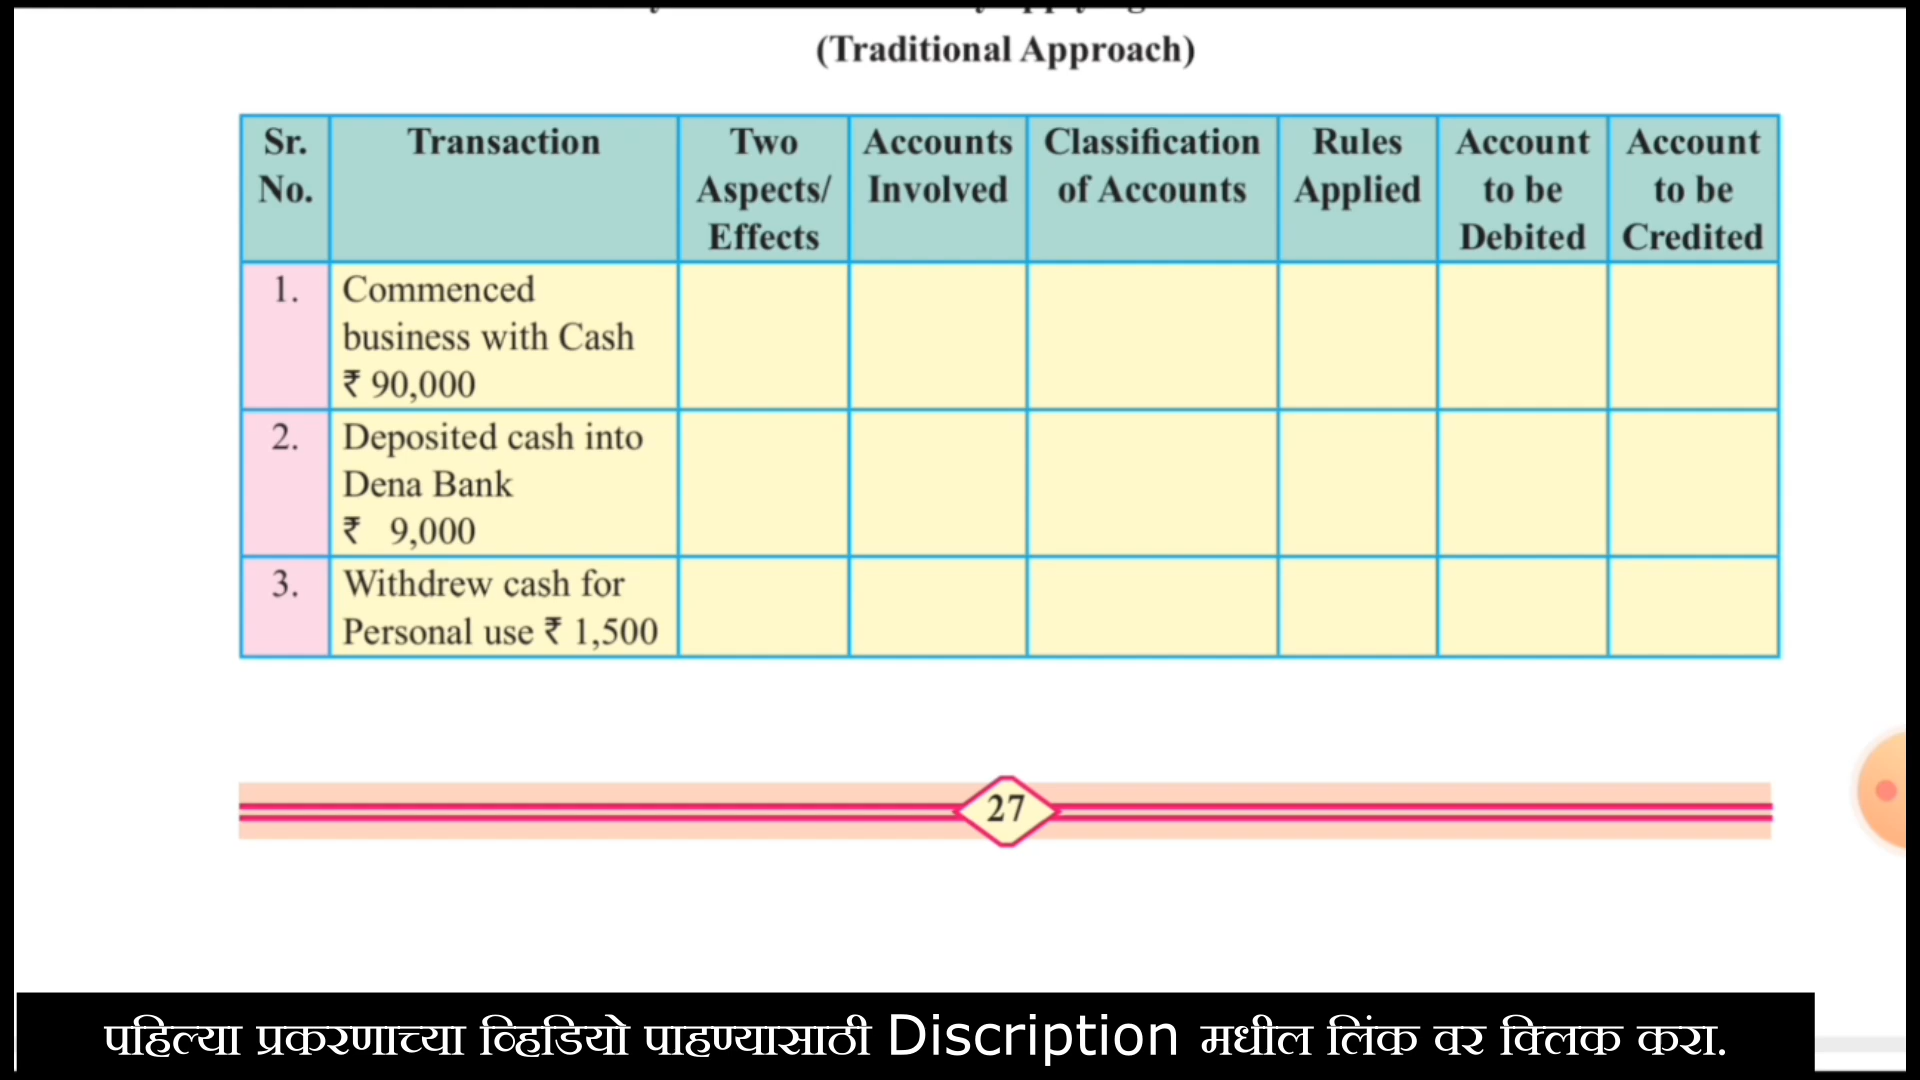 (Traditional Approach)
Sr. No. Transaction Two Aspects/ Effects Accounts Involved Classification of Accounts Rules Applied Account to be Debited Account to be Credited
1. Commenced
business with Cash
₹ 90,000
2. Deposited cash into
Dena Bank
₹ 9,000
3. Withdrew cash for
Personal use ₹ 1,500
27
पहिल्या प्रकरणाच्या व्हिडियो पाहण्यासाठी Discription मधील लिंक वर क्लिक करा.